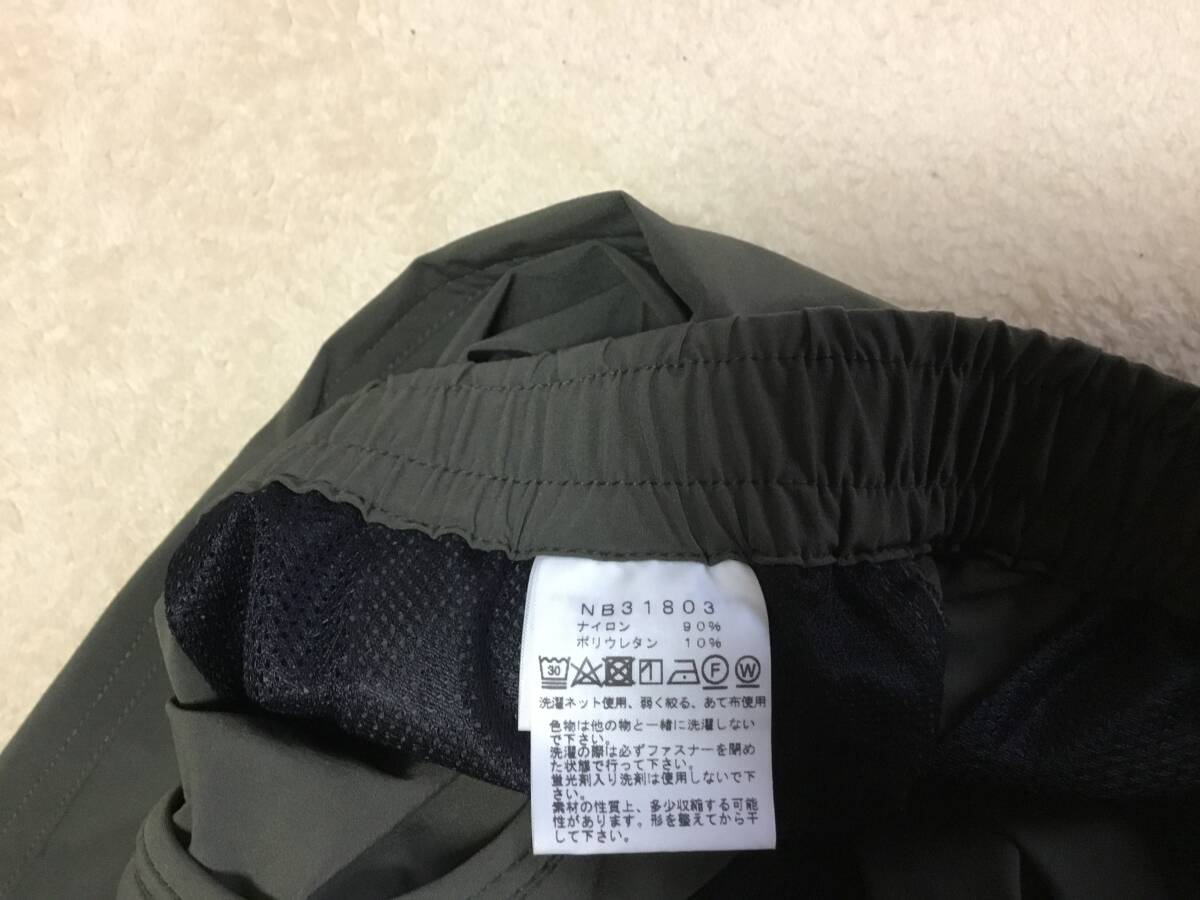 NB31803
ナイロン 90%
ポリウレタン 10%
30 F W
洗濯ネット使用、弱く絞る、あて布使用
色物は他の物と一緒に洗濯しない
で下さい。
洗濯の際は必ずファスナーを閉め
た状態で行って下さい。
蛍光剤入り洗剤は使用しないで下
さい。
素材の性質上、多少収縮する可能
性があります。形を整えてから干
して下さい。